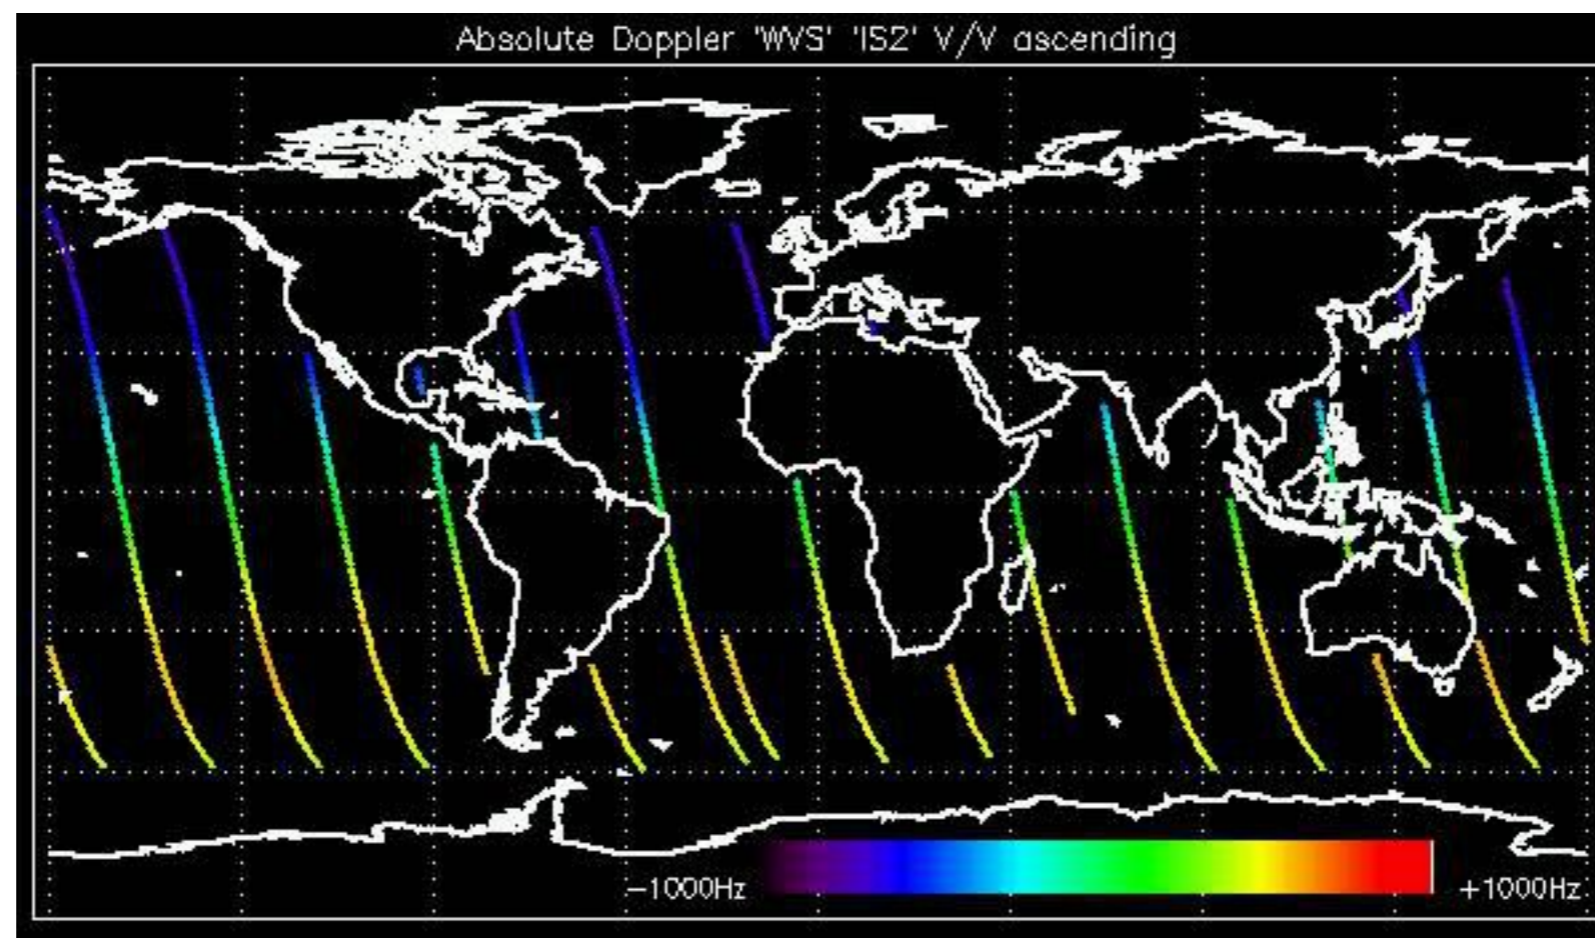 Absolute Doppler 'WVS' 'IS2' V/V ascending
−1000Hz +1000Hz